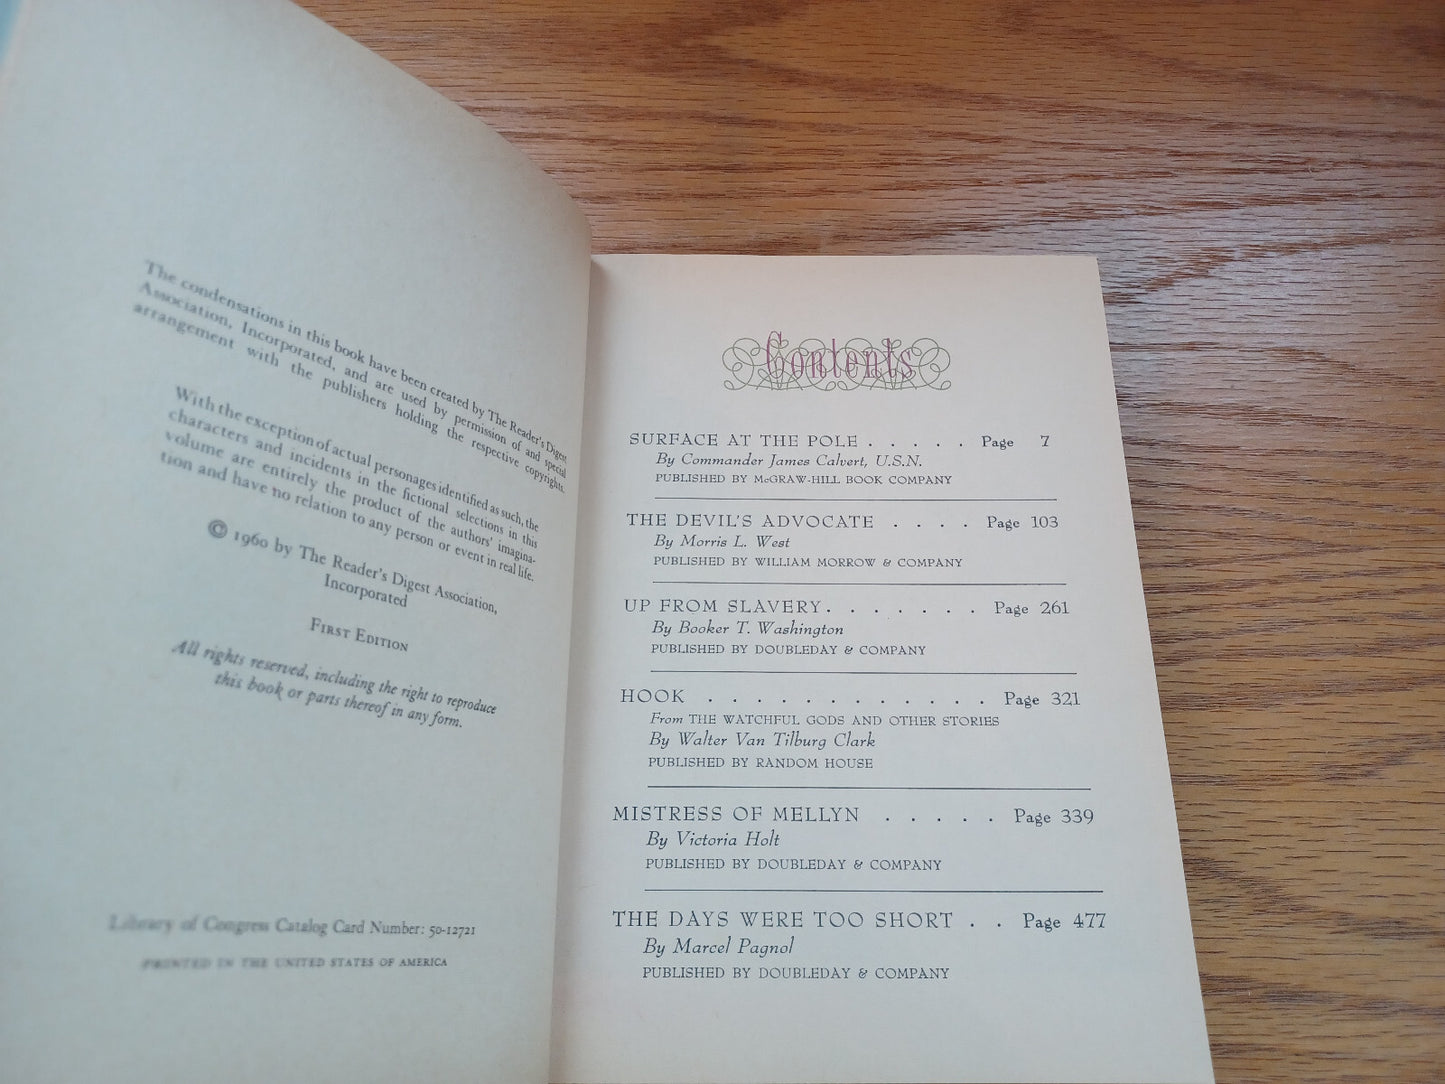 The condensations in this book have been created by The Reader's Digest
Association, Incorporated, and are used by permission of and special
arrangement with the publishers holding the respective copyrights.
With the exception of actual personages identified as such, the
characters and incidents in the fictional selections in this
volume are entirely the product of the authors' imagina-
tion and have no relation to any person or event in real life.
© 1960 by The Reader's Digest Association,
Incorporated
FIRST EDITION
All rights reserved, including the right to reproduce
this book or parts thereof in any form.
Library of Congress Catalog Card Number: 50-12721
PRINTED IN THE UNITED STATES OF AMERICA
Contents
SURFACE AT THE POLE . . . . . Page 7
By Commander James Calvert, U.S.N.
PUBLISHED BY McGRAW-HILL BOOK COMPANY
THE DEVIL'S ADVOCATE . . . . Page 103
By Morris L. West
PUBLISHED BY WILLIAM MORROW & COMPANY
UP FROM SLAVERY. . . . . . . Page 261
By Booker T. Washington
PUBLISHED BY DOUBLEDAY & COMPANY
HOOK . . . . . . . . . . . . Page 321
From THE WATCHFUL GODS AND OTHER STORIES
By Walter Van Tilburg Clark
PUBLISHED BY RANDOM HOUSE
MISTRESS OF MELLYN . . . . . Page 339
By Victoria Holt
PUBLISHED BY DOUBLEDAY & COMPANY
THE DAYS WERE TOO SHORT . . Page 477
By Marcel Pagnol
PUBLISHED BY DOUBLEDAY & COMPANY